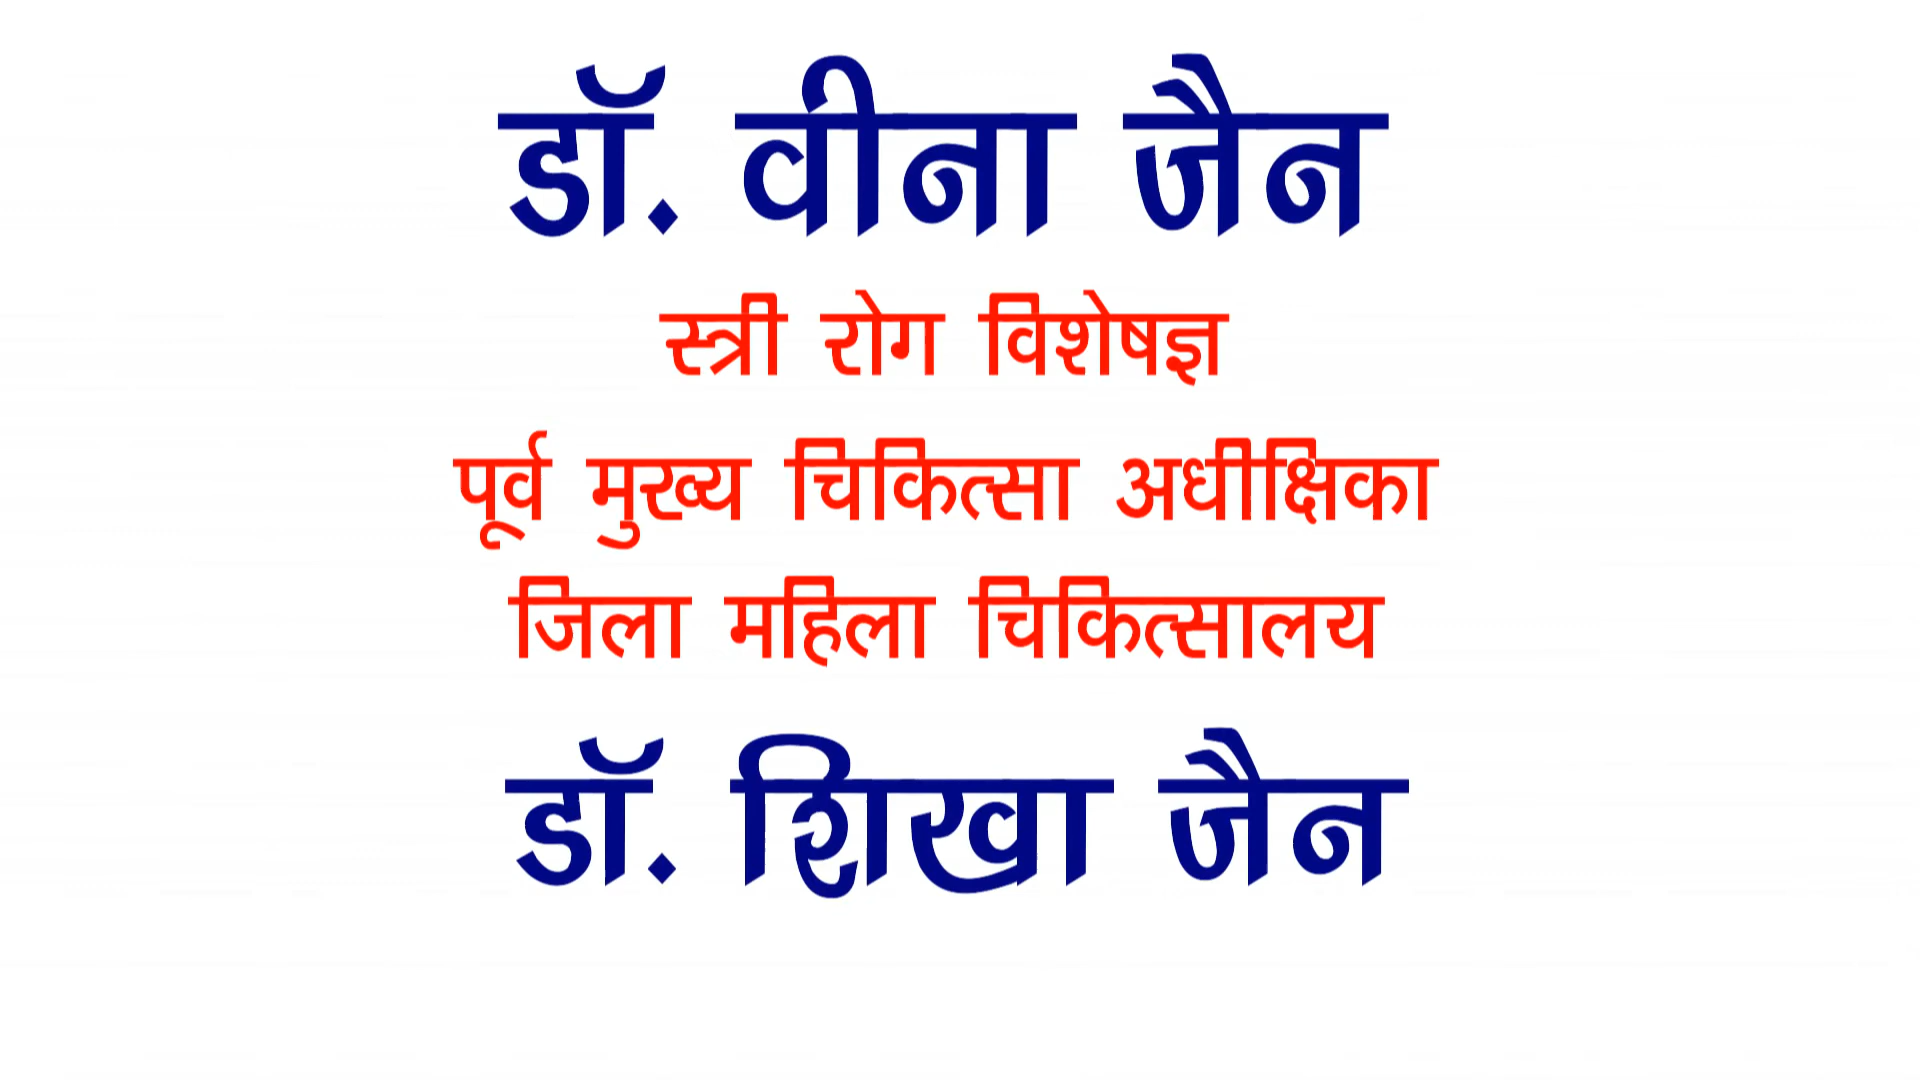 डॉ. वीना जैन
स्त्री रोग विशेषज्ञ
पूर्व मुख्य चिकित्सा अधीक्षिका
जिला महिला चिकित्सालय
डॉ. शिखा जैन